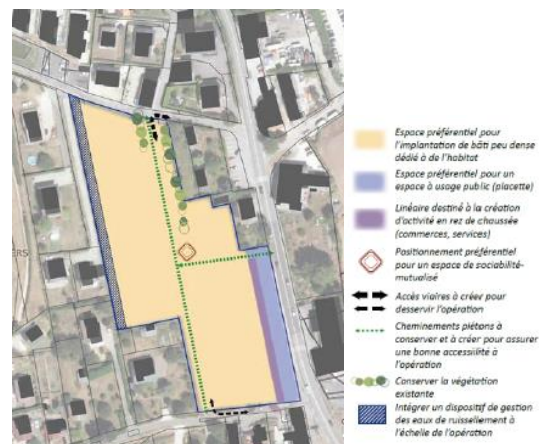 Espace préférentiel pour
l'implantation de bâti peu dense
dédié à de l'habitat
Espace préférentiel pour un
espace à usage public (placette)
Linéaire destiné à la création
d'activité en rez de chaussée
(commerces, services)
Positionnement préférentiel
pour un espace de sociabilité-
mutualisé
Accès viaires à créer pour
desservir l'opération
Cheminements piétons à
conserver et à créer pour assurer
une bonne accessiblité à
l'opération
Conserver la végétation
existante
Intégrer un dispositif de gestion
des eaux de ruissellement à
l'échelle de l'opération